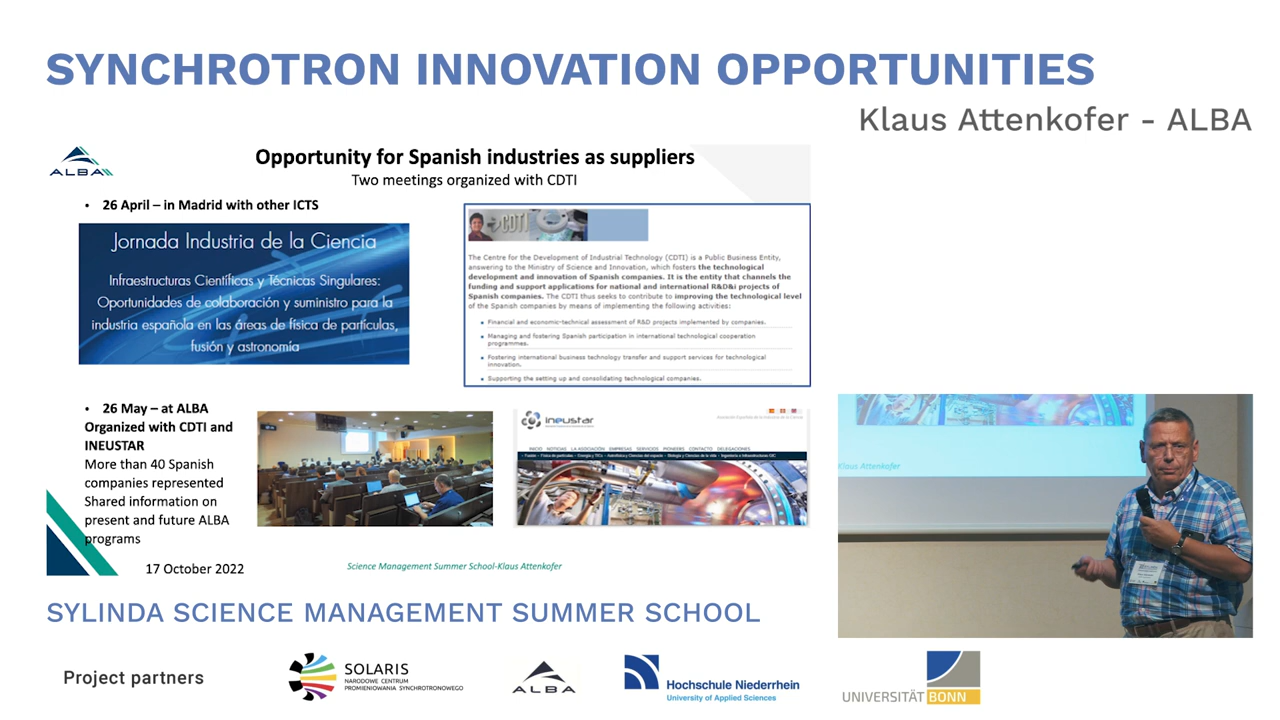 SYNCHROTRON INNOVATION OPPORTUNITIES
Klaus Attenkofer - ALBA
ALBA
Opportunity for Spanish industries as suppliers
Two meetings organized with CDTI
• 26 April – in Madrid with other ICTS
Jornada Industria de la Ciencia
Infraestructuras Científicas y Técnicas Singulares:
Oportunidades de colaboración y suministro para la
industria española en las áreas de física de partículas,
fusión y astronomía
CDTI
The Centre for the Development of Industrial Technology (CDTI) is a Public Business Entity,
answering to the Ministry of Science and Innovation, which fosters the technological
development and innovation of Spanish companies. It is the entity that channels the
funding and support applications for national and international R&D&i projects of
Spanish companies. The CDTI thus seeks to contribute to improving the technological level
of the Spanish companies by means of implementing the following activities:
▪ Financial and economic-technical assessment of R&D projects implemented by companies.
▪ Managing and fostering Spanish participation in international technological cooperation
programmes.
▪ Fostering international business technology transfer and support services for technological
innovation.
▪ Supporting the setting up and consolidating technological companies.
• 26 May – at ALBA
Organized with CDTI and
INEUSTAR
More than 40 Spanish
companies represented
Shared information on
present and future ALBA
programs
ineustar
INICIO NOTICIAS LA ASOCIACIÓN EMPRESAS SERVICIOS PIONEERS CONTACTO DELEGACIONES
17 October 2022
Science Management Summer School-Klaus Attenkofer
Klaus Attenkofer
SYLINDA SCIENCE MANAGEMENT SUMMER SCHOOL
Project partners
SOLARIS
NARODOWE CENTRUM
PROMIENIOWANIA SYNCHROTRONOWEGO
ALBA
Hochschule Niederrhein
University of Applied Sciences
UNIVERSITÄT BONN